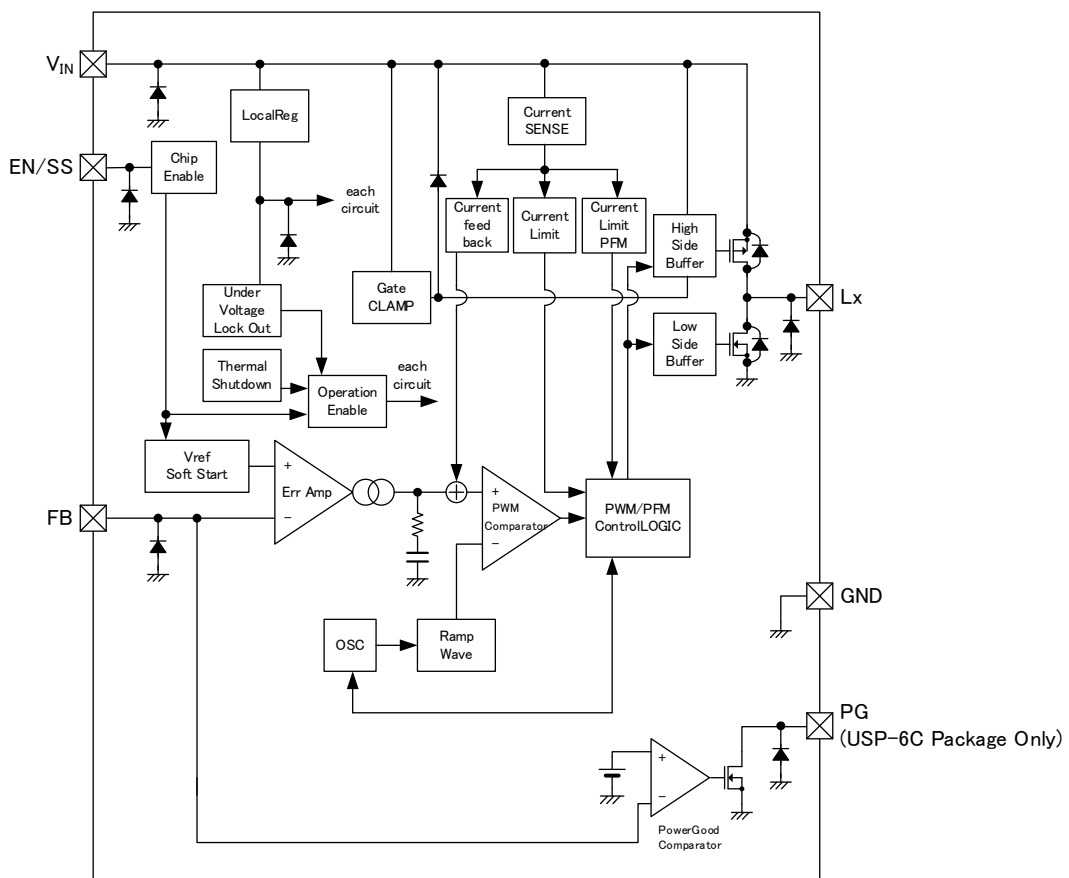 VIN
LocalReg
Current
SENSE
EN/SS
Chip
Enable
each
circuit
Current
feed
back
Current
Limit
Current
Limit
PFM
High
Side
Buffer
Gate
CLAMP
Under
Voltage
Lock Out
Lx
Low
Side
Buffer
Thermal
Shutdown
Operation
Enable
each
circuit
Vref
Soft Start
+
Err Amp
−
+
PWM
Comparator
−
PWM/PFM
ControlLOGIC
FB
GND
OSC
Ramp
Wave
PG
(USP-6C Package Only)
+
−
PowerGood
Comparator